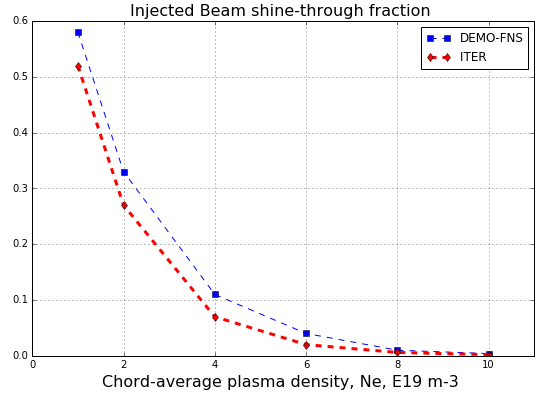 Injected Beam shine-through fraction
DEMO-FNS
ITER
0.6
0.5
0.4
0.3
0.2
0.1
0.0
0 2 4 6 8 10
Chord-average plasma density, Ne, E19 m-3